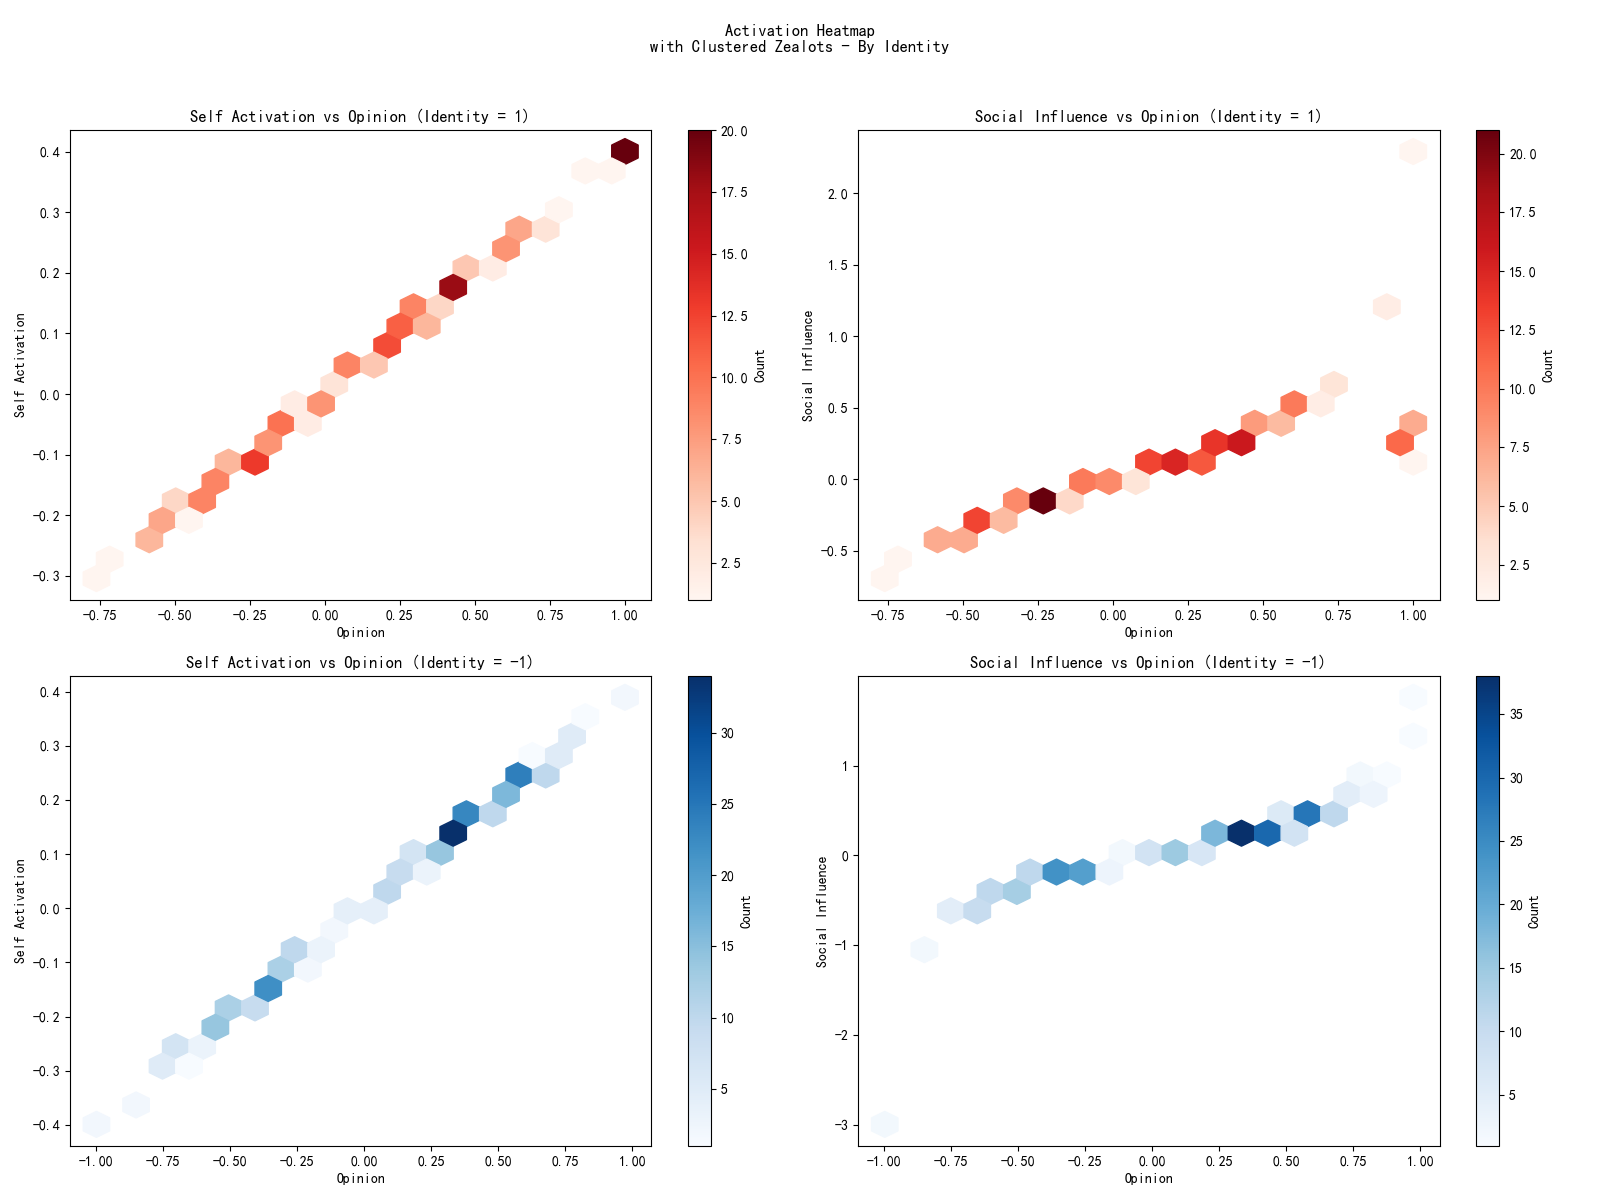 Activation Heatmap
with Clustered Zealots - By Identity
Self Activation vs Opinion (Identity = 1)
Self Activation
0.4
0.3
0.2
0.1
0.0
-0.1
-0.2
-0.3
-0.75 -0.50 -0.25 0.00 0.25 0.50 0.75 1.00
Opinion
20.0
17.5
15.0
12.5
10.0
7.5
5.0
2.5
Count
Social Influence vs Opinion (Identity = 1)
Social Influence
2.0
1.5
1.0
0.5
0.0
-0.5
-0.75 -0.50 -0.25 0.00 0.25 0.50 0.75 1.00
Opinion
20.0
17.5
15.0
12.5
10.0
7.5
5.0
2.5
Count
Self Activation vs Opinion (Identity = -1)
Self Activation
0.4
0.3
0.2
0.1
0.0
-0.1
-0.2
-0.3
-0.4
-1.00 -0.75 -0.50 -0.25 0.00 0.25 0.50 0.75 1.00
Opinion
30
25
20
15
10
5
Count
Social Influence vs Opinion (Identity = -1)
Social Influence
1
0
-1
-2
-3
-1.00 -0.75 -0.50 -0.25 0.00 0.25 0.50 0.75 1.00
Opinion
35
30
25
20
15
10
5
Count